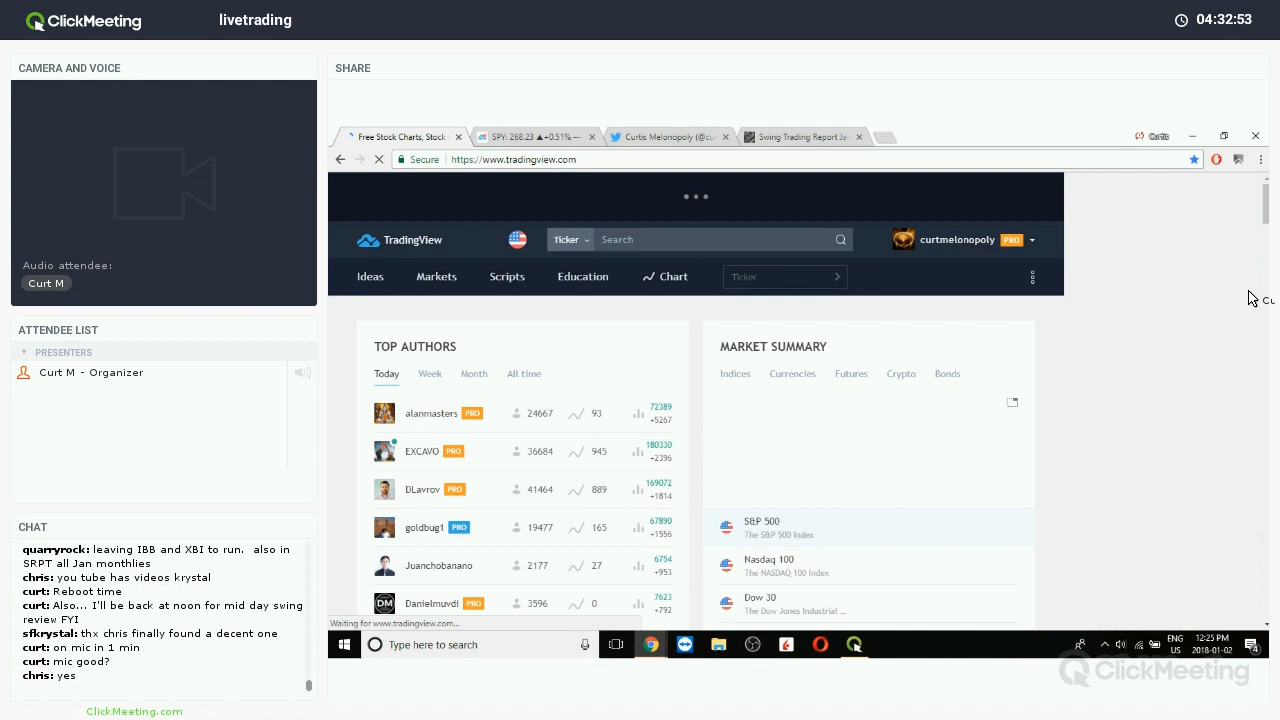 ClickMeeting
livetrading
04:32:53
CAMERA AND VOICE
Audio attendee:
Curt M
ATTENDEE LIST
PRESENTERS
Curt M - Organizer
CHAT
quarryrock: leaving IBB and XBI to run. also in
SRPT all Jan monthlies
chris: you tube has videos krystal
curt: Reboot time
curt: Also... I'll be back at noon for mid day swing
review FYI
sfkrystal: thx chris finally found a decent one
curt: on mic in 1 min
curt: mic good?
chris: yes
ClickMeeting.com
SHARE
Free Stock Charts, Stock
SPY: 268.23 ▲+0.51% —
Curtis Melonopoly (@cu
Swing Trading Report Ja
Curtis
Secure https://www.tradingview.com
TradingView
Ticker
Search
curtmelonopoly PRO
Ideas Markets Scripts Education Chart
Ticker
TOP AUTHORS
Today Week Month All time
alanmasters PRO 24667 93 72389
+5267
EXCAVO PRO 36684 945 180330
+2396
DLavrov PRO 41464 889 169072
+1814
goldbug1 PRO 19477 165 67890
+1556
Juanchobanano 2177 27 6754
+953
Danielmuvdi PRO 3596 0 7623
+792
MARKET SUMMARY
Indices Currencies Futures Crypto Bonds
S&P 500
The S&P 500 Index
Nasdaq 100
The NASDAQ 100 Index
Dow 30
The Dow Jones Industrial ...
Waiting for www.tradingview.com...
Type here to search
ENG
US
12:25 PM
2018-01-02
4
ClickMeeting